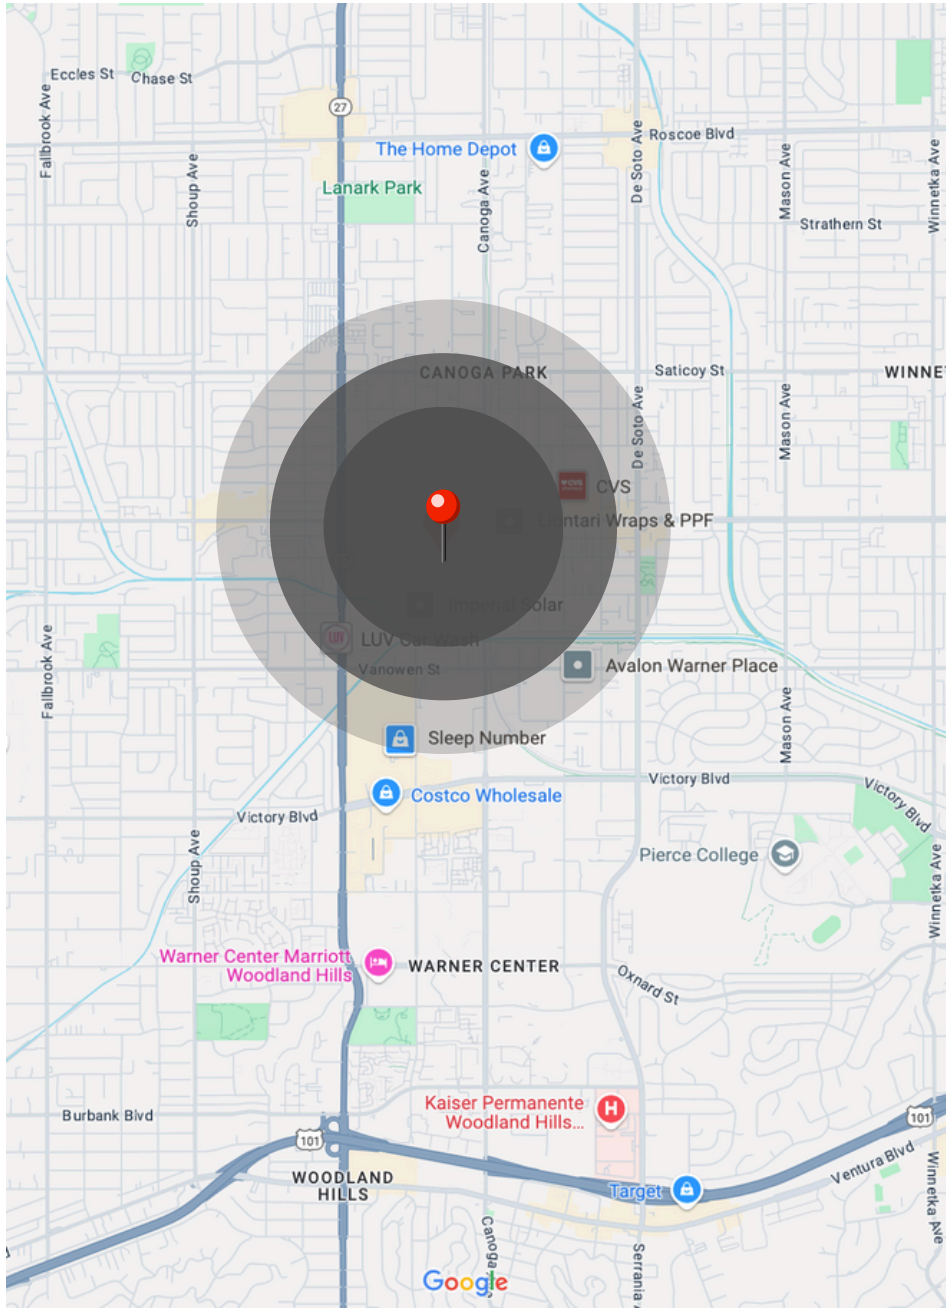 Eccles St
Chase St
Fallbrook Ave
Shoup Ave
27
The Home Depot
Roscoe Blvd
De Soto Ave
Mason Ave
Winnetka Ave
Lanark Park
Canoga Ave
Strathern St
CANOGA PARK
Saticoy St
WINNE
De Soto Ave
Mason Ave
CVS
CVS
ntari Wraps & PPF
Imperial Solar
LUV
LUV Car Wash
Vanowen St
Avalon Warner Place
Fallbrook Ave
Mason Ave
Sleep Number
Victory Blvd
Costco Wholesale
Victory Blvd
Victory Blvd
Shoup Ave
Pierce College
Winnetka Ave
Warner Center Marriott
Woodland Hills
WARNER CENTER
Oxnard St
Burbank Blvd
Kaiser Permanente
Woodland Hills...
H
101
101
Ventura Blvd
WOODLAND
HILLS
Target
Winnetka Ave
Canoga
Serrania
Google